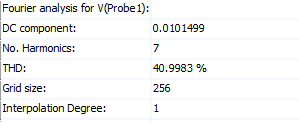 Fourier analysis for V(Probe1):
DC component: 0.0101499
No. Harmonics: 7
THD: 40.9983 %
Grid size: 256
Interpolation Degree: 1